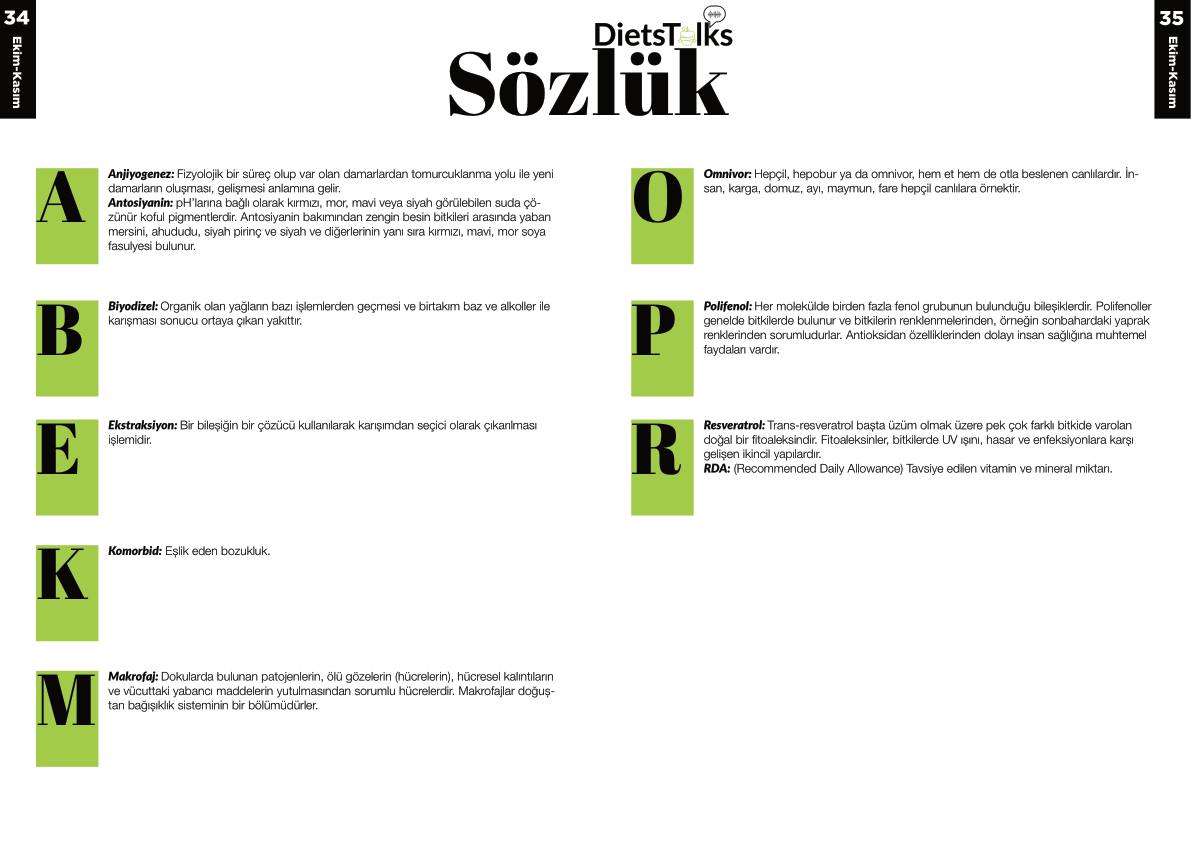 34
Ekim-Kasım
DietsTalks
Sözlük
35
Ekim-Kasım
A
Anjiyogenez: Fizyolojik bir süreç olup var olan damarlardan tomurcuklanma yolu ile yeni
damarların oluşması, gelişmesi anlamına gelir.
Antosiyanin: pH’larına bağlı olarak kırmızı, mor, mavi veya siyah görülebilen suda çö-
zünür koful pigmentlerdir. Antosiyanin bakımından zengin besin bitkileri arasında yaban
mersini, ahududu, siyah pirinç ve siyah ve diğerlerinin yanı sıra kırmızı, mavi, mor soya
fasulyesi bulunur.
B
Biyodizel: Organik olan yağların bazı işlemlerden geçmesi ve birtakım baz ve alkoller ile
karışması sonucu ortaya çıkan yakıttır.
E
Ekstraksiyon: Bir bileşiğin bir çözücü kullanılarak karışımdan seçici olarak çıkarılması
işlemidir.
K
Komorbid: Eşlik eden bozukluk.
M
Makrofaj: Dokularda bulunan patojenlerin, ölü gözelerin (hücrelerin), hücresel kalıntıların
ve vücuttaki yabancı maddelerin yutulmasından sorumlu hücrelerdir. Makrofajlar doğuş-
tan bağışıklık sisteminin bir bölümüdürler.
O
Omnivor: Hepçil, hepobur ya da omnivor, hem et hem de otla beslenen canlılardır. İn-
san, karga, domuz, ayı, maymun, fare hepçil canlılara örnektir.
P
Polifenol: Her molekülde birden fazla fenol grubunun bulunduğu bileşiklerdir. Polifenoller
genelde bitkilerde bulunur ve bitkilerin renklenmelerinden, örneğin sonbahardaki yaprak
renklerinden sorumludurlar. Antioksidan özelliklerinden dolayı insan sağlığına muhtemel
faydaları vardır.
R
Resveratrol: Trans-resveratrol başta üzüm olmak üzere pek çok farklı bitkide varolan
doğal bir fitoaleksindir. Fitoaleksinler, bitkilerde UV ışını, hasar ve enfeksiyonlara karşı
gelişen ikincil yapılardır.
RDA: (Recommended Daily Allowance) Tavsiye edilen vitamin ve mineral miktarı.